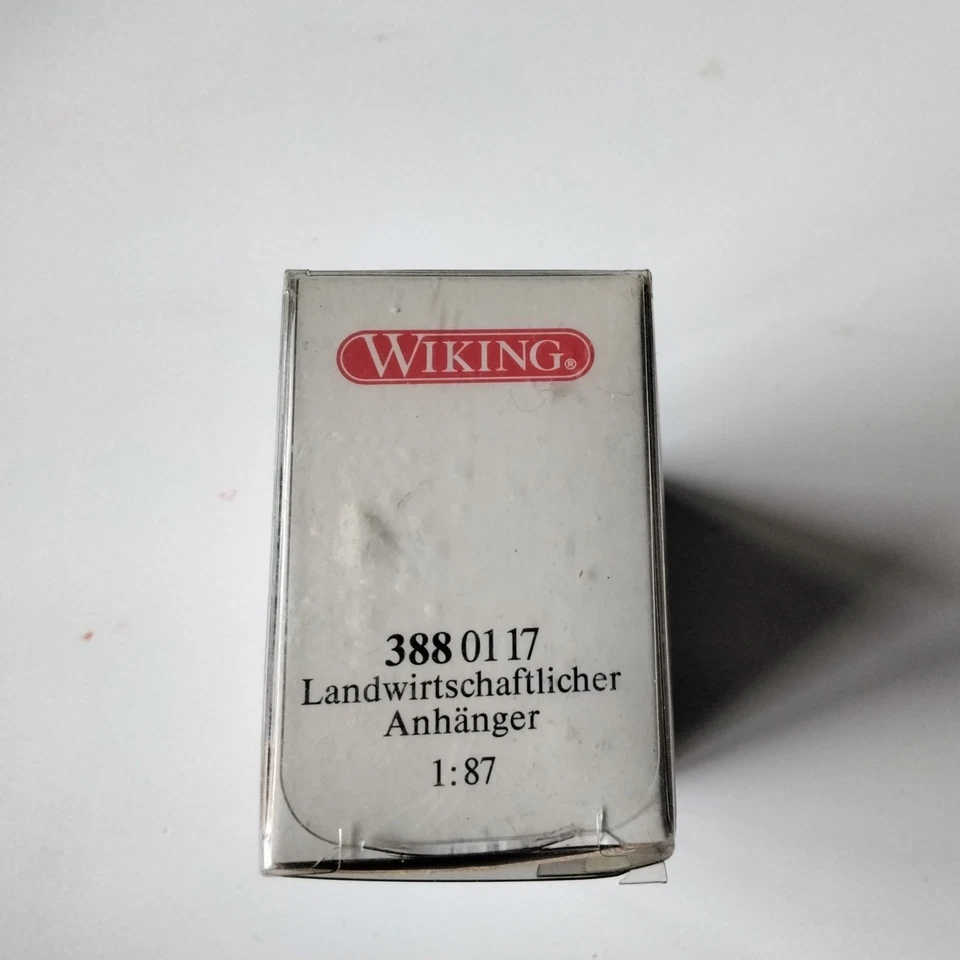 WIKING®
388 01 17
Landwirtschaftlicher
Anhänger
1:87